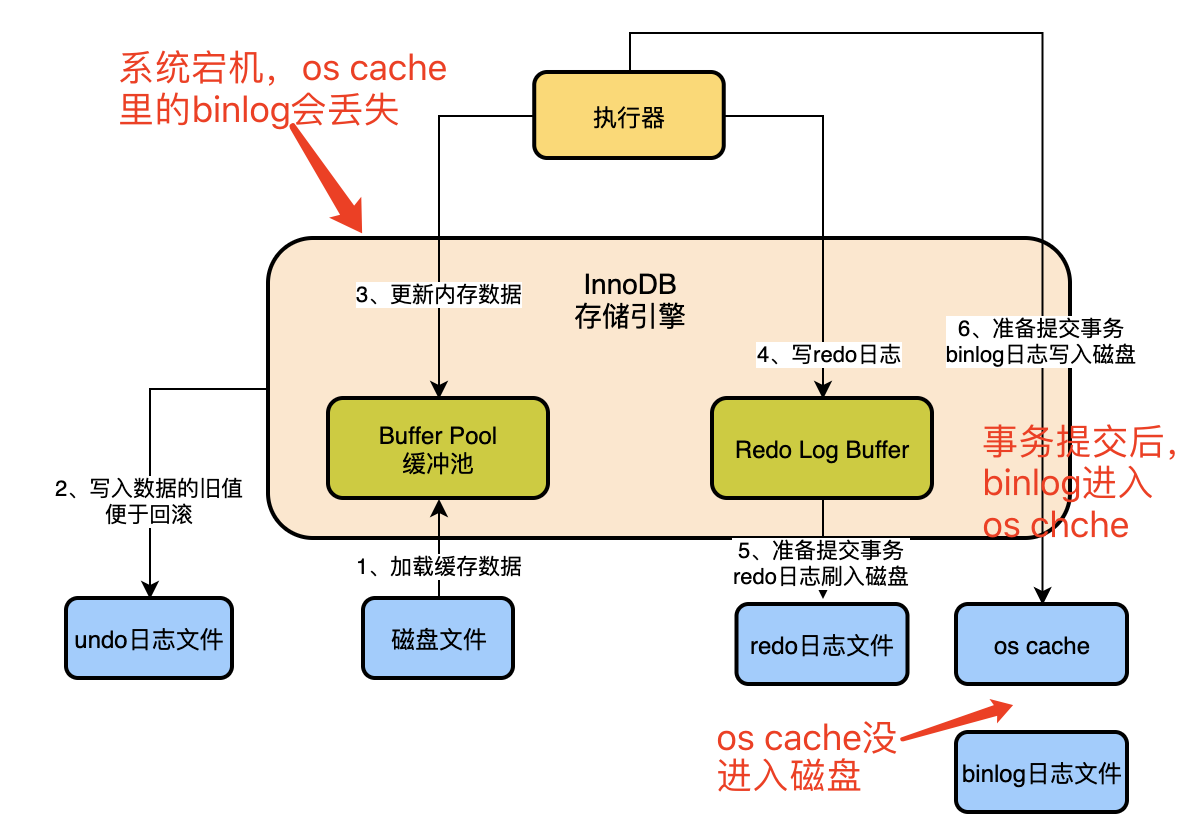 系统宕机，os cache
里的binlog会丢失
执行器
InnoDB
存储引擎
3、更新内存数据
6、准备提交事务
binlog日志写入磁盘
4、写redo日志
Buffer Pool
缓冲池
Redo Log Buffer
事务提交后，
binlog进入
os chche
2、写入数据的旧值
便于回滚
1、加载缓存数据
5、准备提交事务
redo日志刷入磁盘
undo日志文件
磁盘文件
redo日志文件
os cache
os cache没
进入磁盘
binlog日志文件